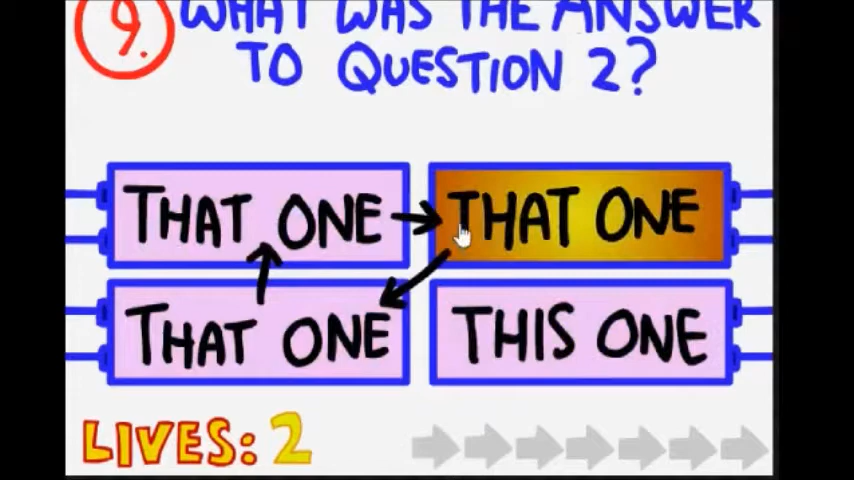 9. WHAT WAS THE ANSWER
TO QUESTION 2?
THAT ONE THAT ONE
THAT ONE THIS ONE
LIVES: 2